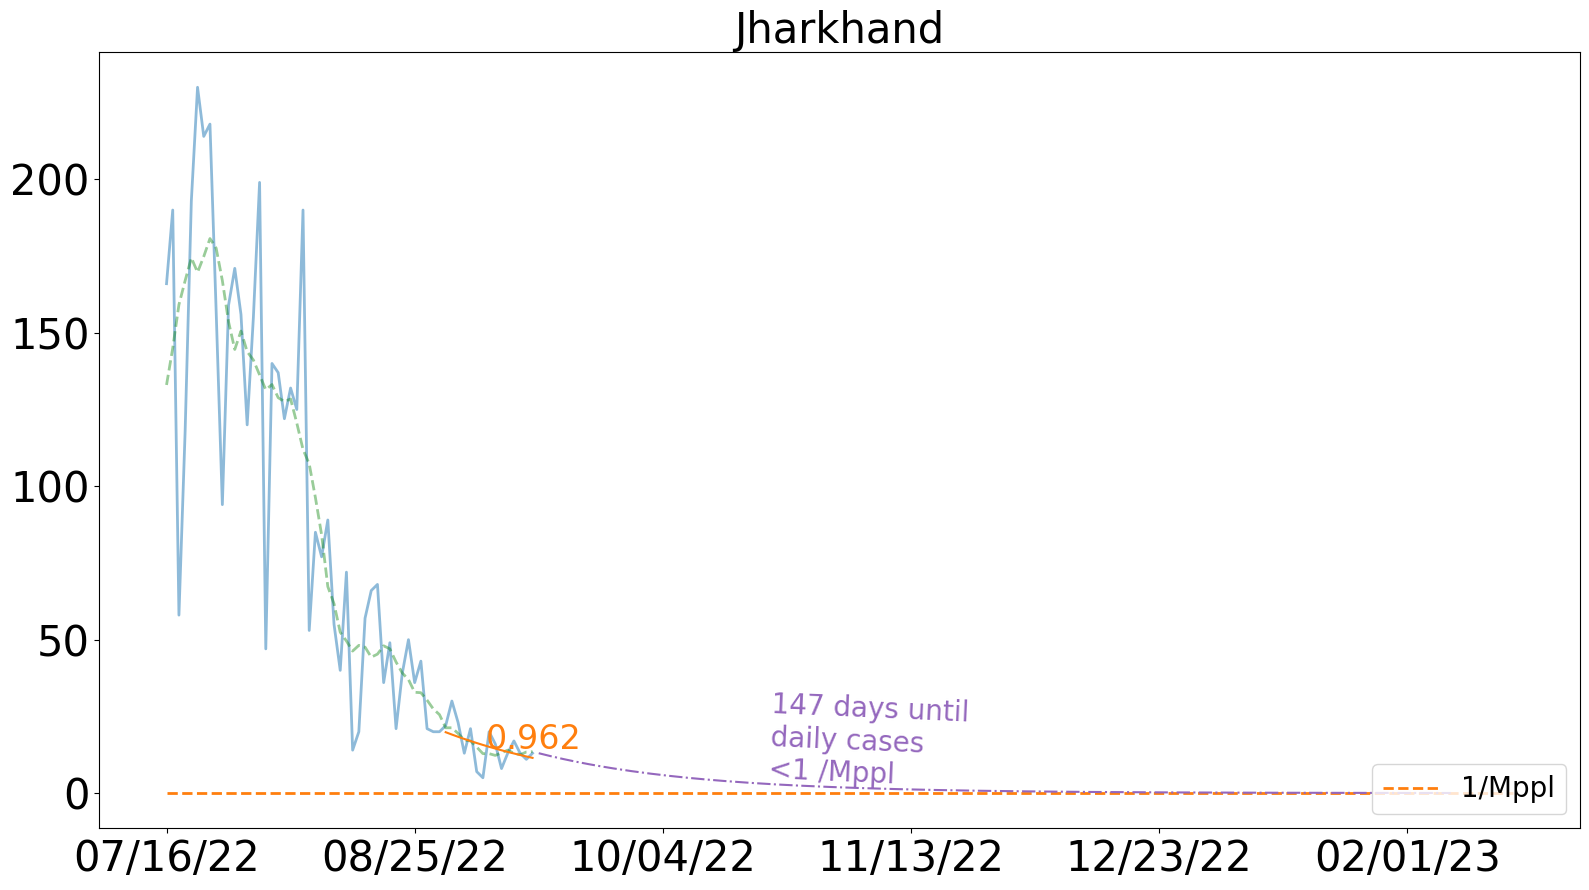 Jharkhand
200
150
100
50
0
0.962
147 days until
daily cases
<1 /Mppl
1/Mppl
07/16/22
08/25/22
10/04/22
11/13/22
12/23/22
02/01/23